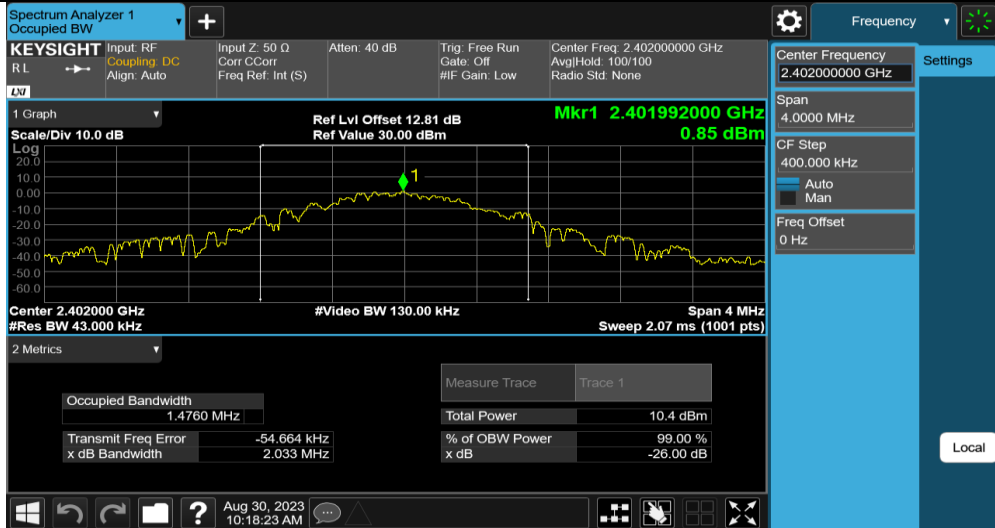 Spectrum Analyzer 1
Occupied BW
+
Frequency
KEYSIGHT
RL
LXI
Input: RF
Coupling: DC
Align: Auto
Input Z: 50 Ω
Corr CCorr
Freq Ref: Int (S)
Atten: 40 dB
Trig: Free Run
Gate: Off
#IF Gain: Low
Center Freq: 2.402000000 GHz
Avg|Hold: 100/100
Radio Std: None
Center Frequency
2.402000000 GHz
Settings
Span
4.0000 MHz
CF Step
400.000 kHz
Auto
Man
Freq Offset
0 Hz
1 Graph
Scale/Div 10.0 dB
Ref Lvl Offset 12.81 dB
Ref Value 30.00 dBm
Mkr1 2.401992000 GHz
0.85 dBm
Log
20.0
10.0
0.00
-10.0
-20.0
-30.0
-40.0
-50.0
-60.0
1
Center 2.402000 GHz
#Res BW 43.000 kHz
#Video BW 130.00 kHz
Span 4 MHz
Sweep 2.07 ms (1001 pts)
2 Metrics
Occupied Bandwidth
1.4760 MHz
Transmit Freq Error -54.664 kHz
x dB Bandwidth 2.033 MHz
Measure Trace Trace 1
Total Power 10.4 dBm
% of OBW Power 99.00 %
x dB -26.00 dB
Local
?
Aug 30, 2023
10:18:23 AM